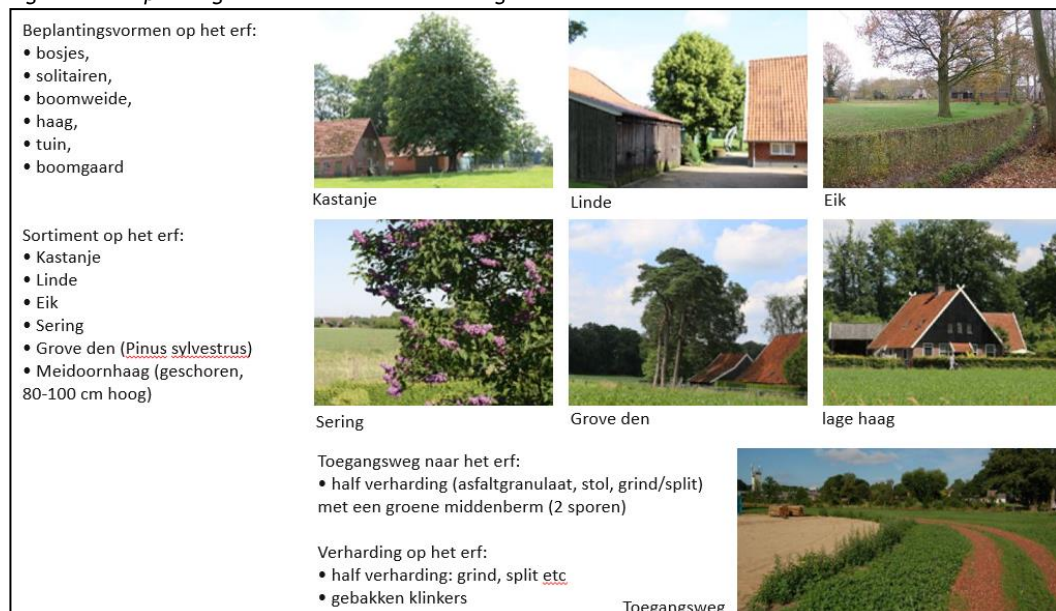 Beplantingsvormen op het erf:
• bosjes,
• solitairen,
• boomweide,
• haag,
• tuin,
• boomgaard
Kastanje
Linde
Eik
Sortiment op het erf:
• Kastanje
• Linde
• Eik
• Sering
• Grove den (Pinus sylvestrus)
• Meidoornhaag (geschoren,
80-100 cm hoog)
Sering
Grove den
lage haag
Toegangsweg naar het erf:
• half verharding (asfaltgranulaat, stol, grind/split)
met een groene middenberm (2 sporen)
Verharding op het erf:
• half verharding: grind, split etc
• gebakken klinkers
Toegangsweg